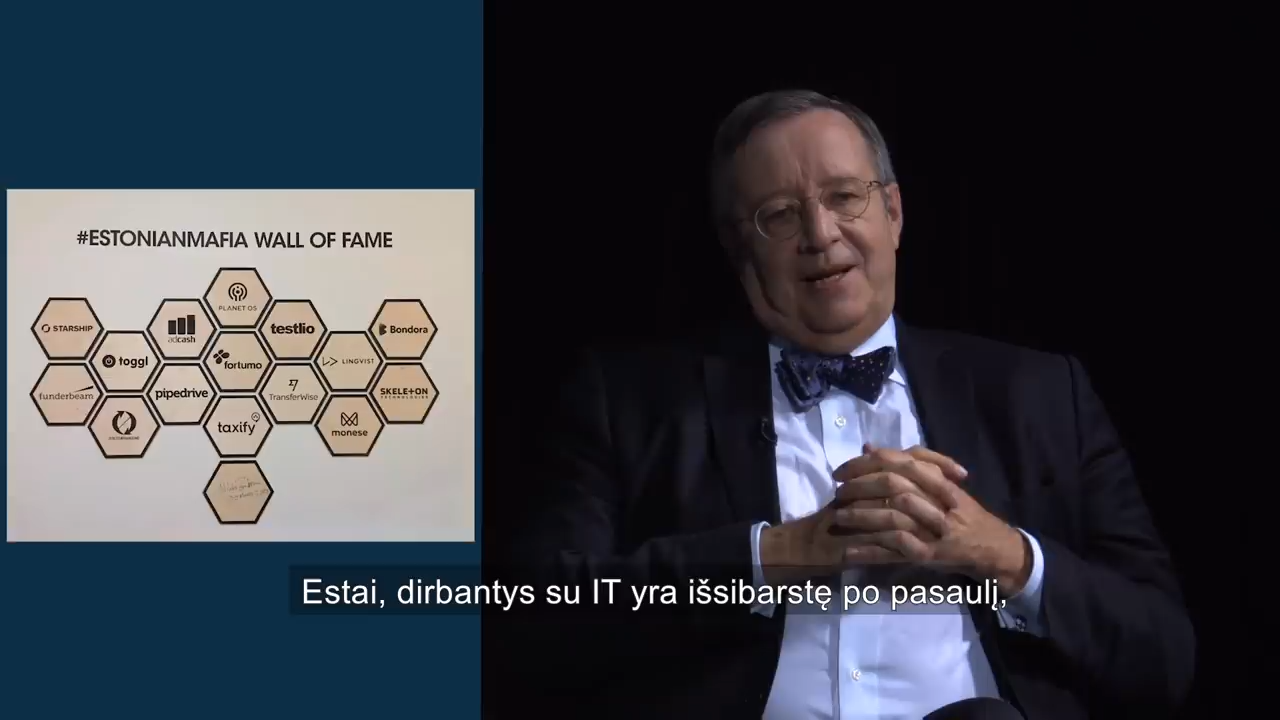 #ESTONIANMAFIA WALL OF FAME
PLANET OS
STARSHIP
adcash
testlio
Bondora
toggl
fortumo
LINGVIST
funderbeam
pipedrive
TransferWise
SKELETON
TECHNOLOGIES
taxify
monese
Estai, dirbantys su IT yra išsibarstę po pasaulį,